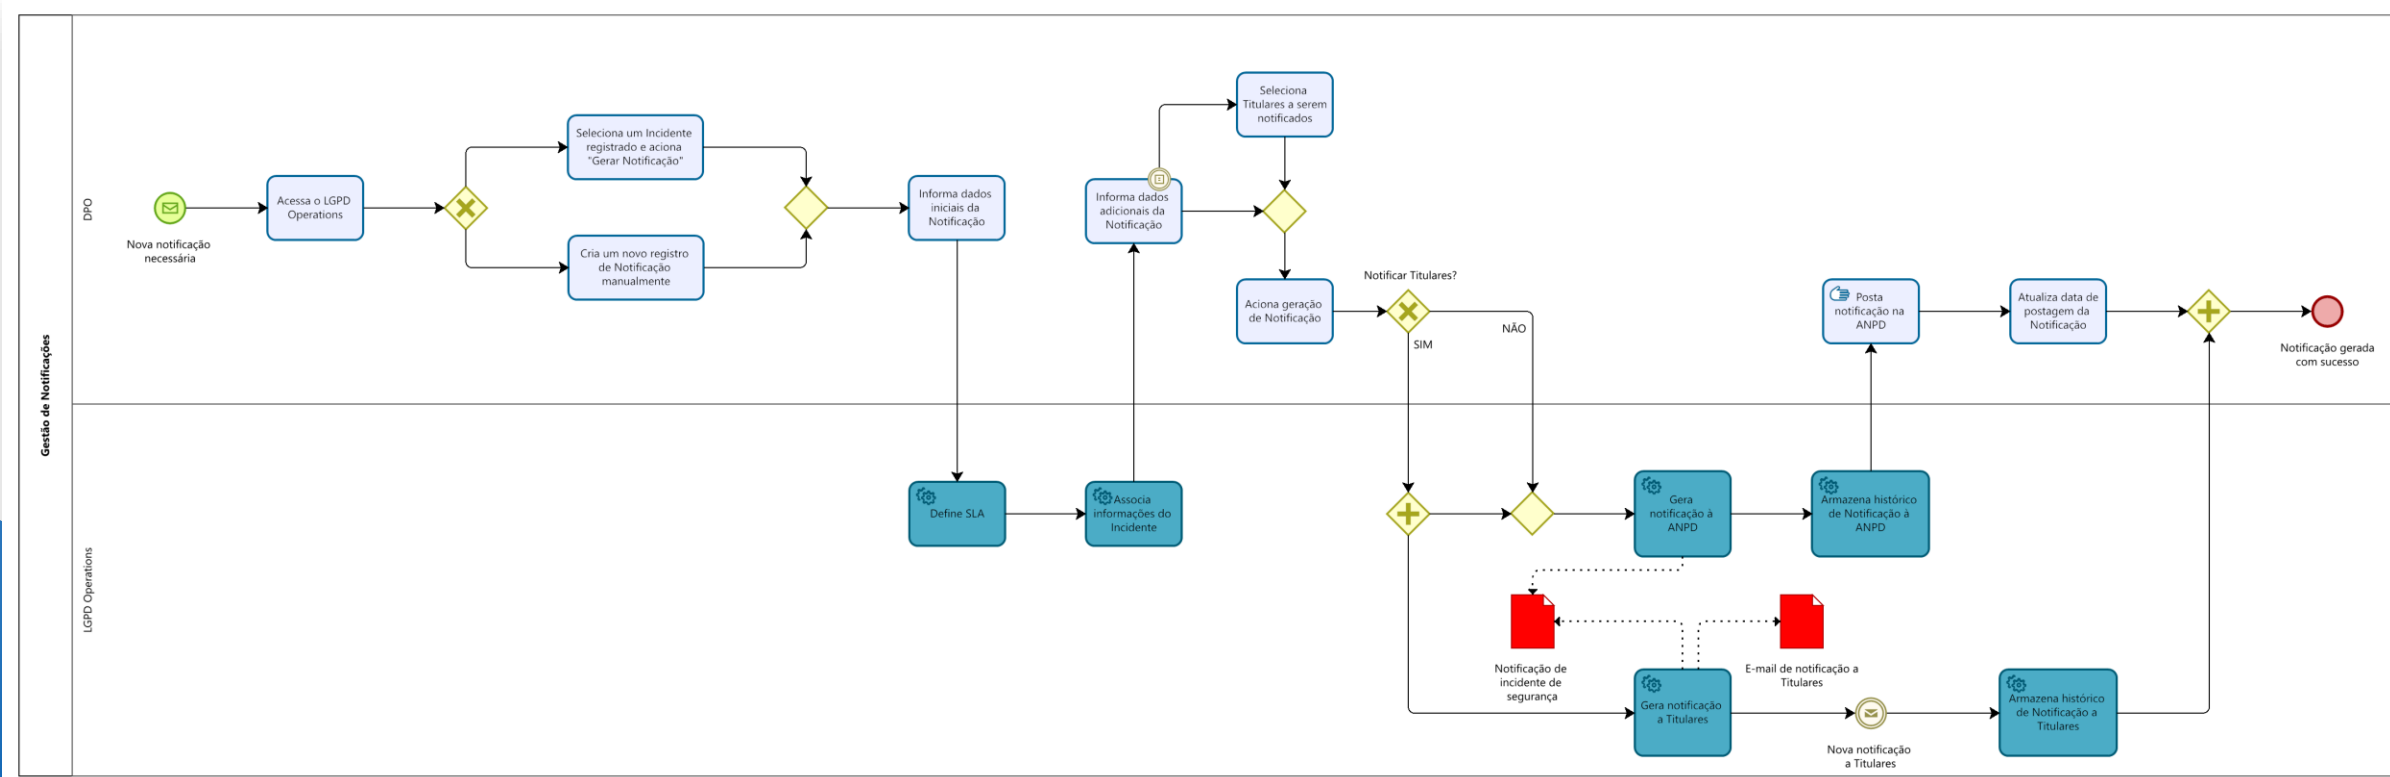 Gestão de Notificações
DPO
Nova notificação
necessária
Acessa o LGPD
Operations
Seleciona um Incidente
registrado e aciona
"Gerar Notificação"
Cria um novo registro
de Notificação
manualmente
Informa dados
iniciais da
Notificação
Informa dados
adicionais da
Notificação
Seleciona
Titulares a serem
notificados
Aciona geração
de Notificação
Notificar Titulares?
NÃO
SIM
Posta
notificação na
ANPD
Atualiza data de
postagem da
Notificação
Notificação gerada
com sucesso
LGPD Operations
Define SLA
Associa
informações do
Incidente
Gera
notificação à
ANPD
Armazena histórico
de Notificação à
ANPD
Notificação de
incidente de
segurança
E-mail de notificação a
Titulares
Gera notificação
a Titulares
Nova notificação
a Titulares
Armazena histórico
de Notificação a
Titulares